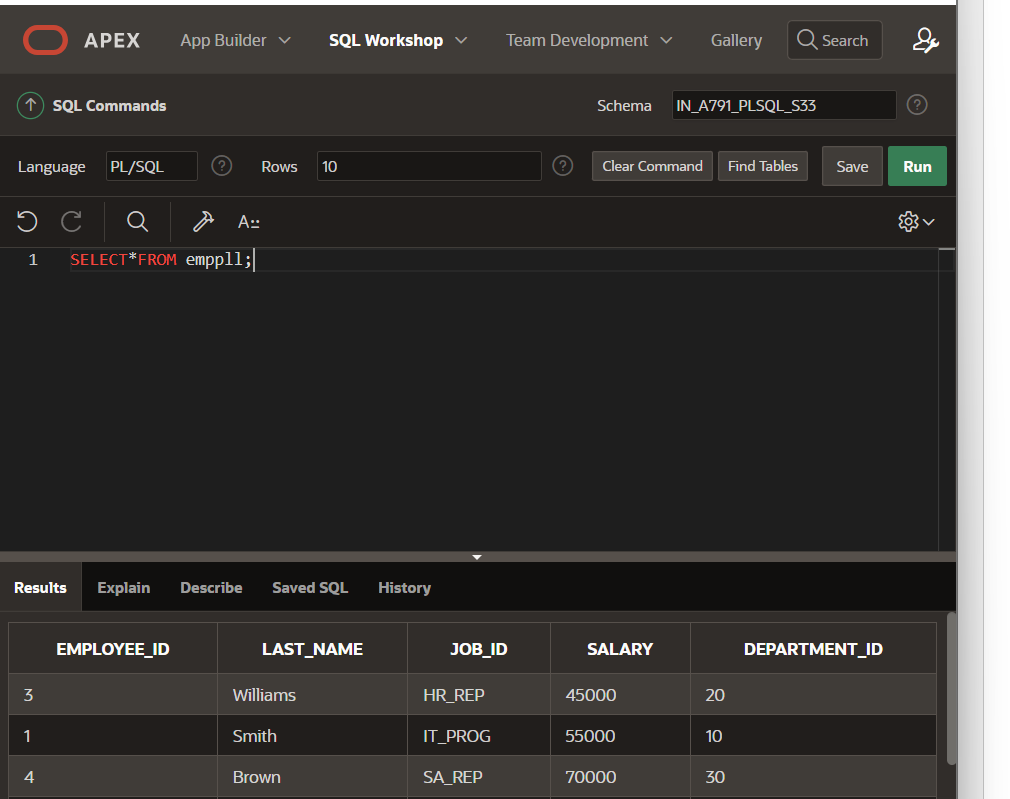 APEX App Builder SQL Workshop Team Development Gallery Search
SQL Commands Schema IN_A791_PLSQL_S33 ?
Language PL/SQL ? Rows 10 ? Clear Command Find Tables Save Run
A::
1 SELECT*FROM emppll;
Results Explain Describe Saved SQL History
EMPLOYEE_ID LAST_NAME JOB_ID SALARY DEPARTMENT_ID
3 Williams HR_REP 45000 20
1 Smith IT_PROG 55000 10
4 Brown SA_REP 70000 30